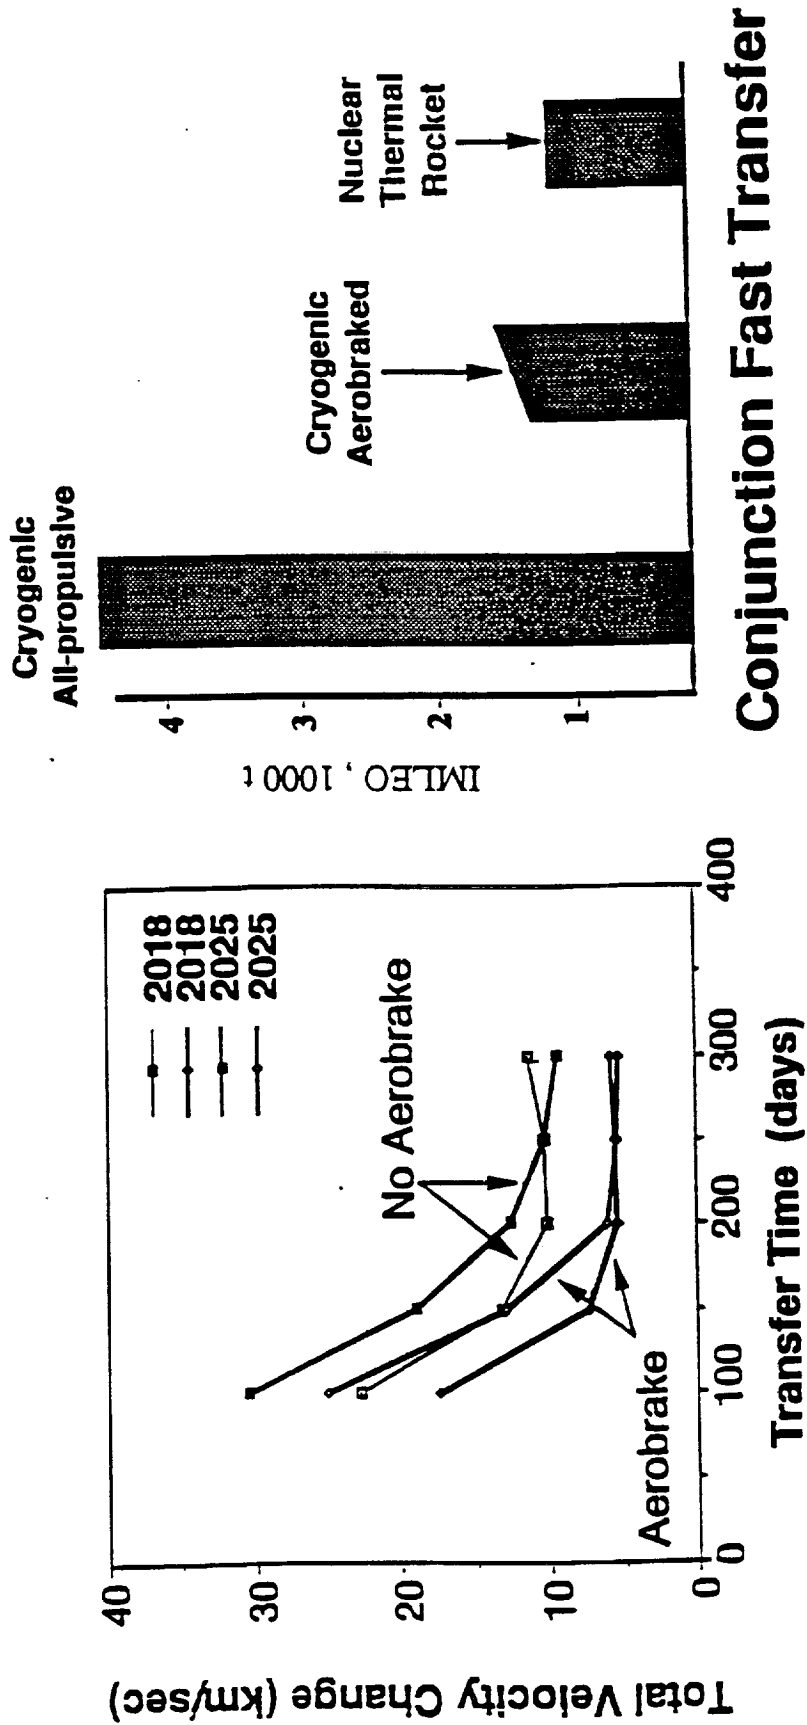 Total Velocity Change (km/sec)
40
30
20
10
0
2018
2018
2025
2025
No Aerobrake
Aerobrake
0
100
200
300
400
Transfer Time (days)
IMLEO, 1000 t
4
3
2
1
Cryogenic
All-propulsive
Cryogenic
Aerobraked
Nuclear
Thermal
Rocket
Conjunction Fast Transfer